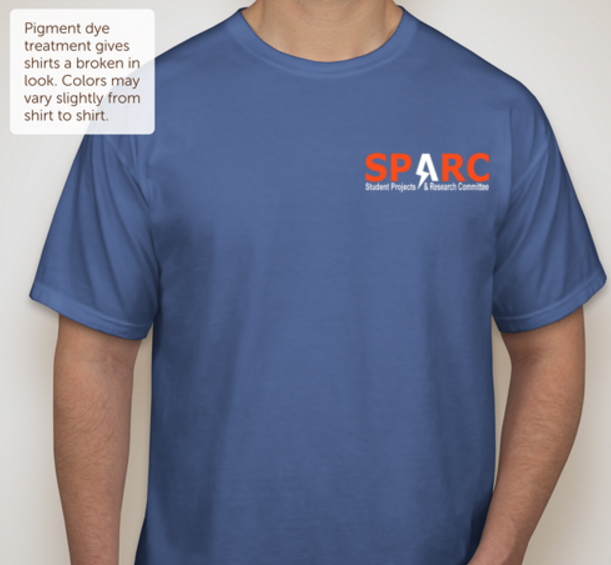 Pigment dye
treatment gives
shirts a broken in
look. Colors may
vary slightly from
shirt to shirt.
SPARC
Student Projects & Research Committee